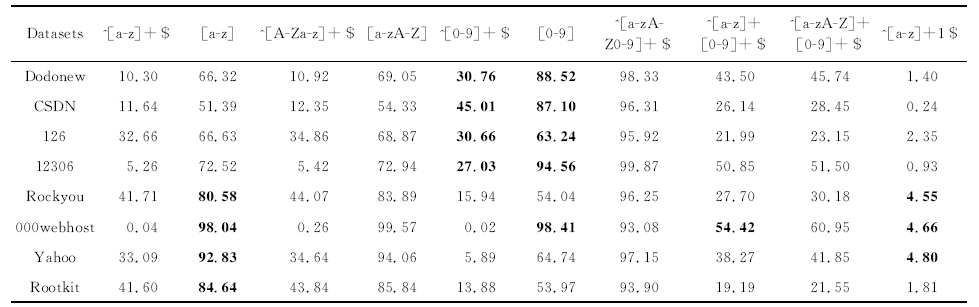 Datasets ^[a-z]+$ [a-z] ^[A-Za-z]+$ [a-zA-Z] ^[0-9]+$ [0-9] ^[a-zA-Z0-9]+$ ^[a-z]+[0-9]+$ ^[a-zA-Z]+[0-9]+$ ^[a-z]+1$
Dodonew 10.30 66.32 10.92 69.05 30.76 88.52 98.33 43.50 45.74 1.40
CSDN 11.64 51.39 12.35 54.33 45.01 87.10 96.31 26.14 28.45 0.24
126 32.66 66.63 34.86 68.87 30.66 63.24 95.92 21.99 23.15 2.35
12306 5.26 72.52 5.42 72.94 27.03 94.56 99.87 50.85 51.50 0.93
Rockyou 41.71 80.58 44.07 83.89 15.94 54.04 96.25 27.70 30.18 4.55
000webhost 0.04 98.04 0.26 99.57 0.02 98.41 93.08 54.42 60.95 4.66
Yahoo 33.09 92.83 34.64 94.06 5.89 64.74 97.15 38.27 41.85 4.80
Rootkit 41.60 84.64 43.84 85.84 13.88 53.97 93.90 19.19 21.55 1.81